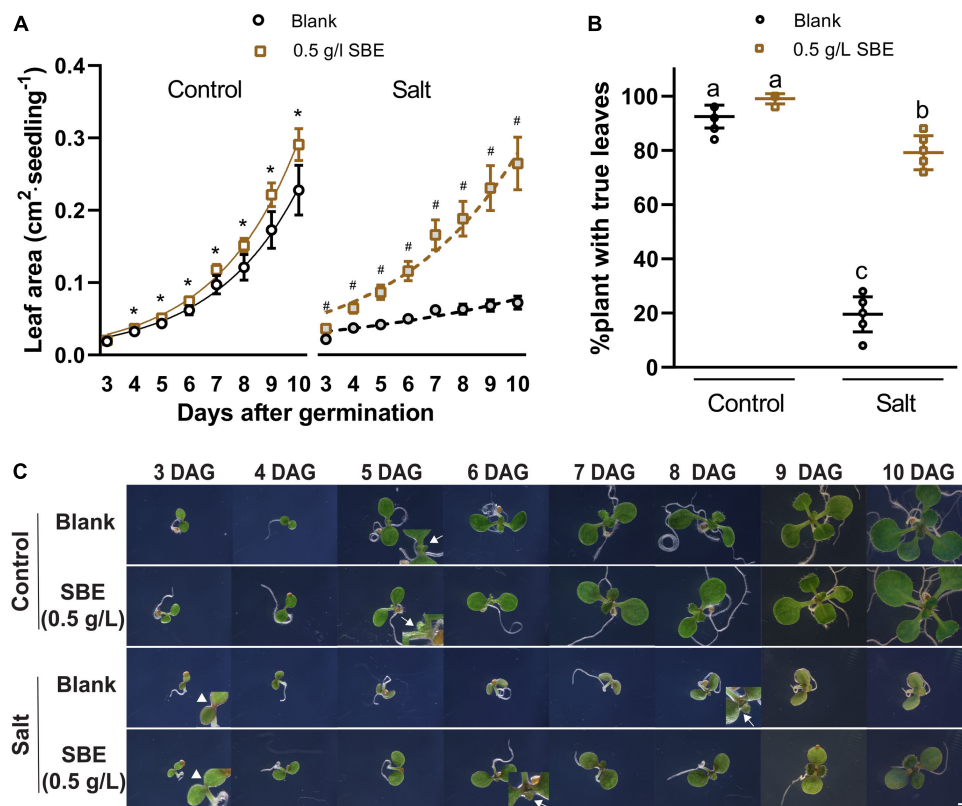 A
Blank
0.5 g/l SBE
Control
Salt
Leaf area (cm²·seedling⁻¹)
0.4
0.3
0.2
0.1
0.0
* * * * * * *
# # # # # # # #
3 4 5 6 7 8 9 10 3 4 5 6 7 8 9 10
Days after germination
B
Blank
0.5 g/L SBE
%plant with true leaves
100
80
60
40
20
0
a a b c
Control Salt
C
3 DAG 4 DAG 5 DAG 6 DAG 7 DAG 8 DAG 9 DAG 10 DAG
Control
Blank
SBE
(0.5 g/L)
Salt
Blank
SBE
(0.5 g/L)